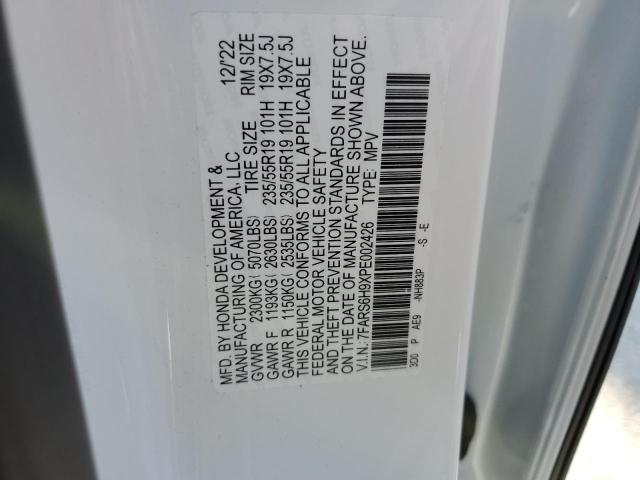 MFD. BY HONDA DEVELOPMENT & 12/'22
MANUFACTURING OF AMERICA, LLC
TIRE SIZE RIM SIZE
GVWR 2300KG( 5070LBS)
GAWR F 1193KG( 2630LBS) 235/55R19 101H 19X7.5J
GAWR R 1150KG( 2535LBS) 235/55R19 101H 19X7.5J
THIS VEHICLE CONFORMS TO ALL APPLICABLE
FEDERAL MOTOR VEHICLE SAFETY
AND THEFT PREVENTION STANDARDS IN EFFECT
ON THE DATE OF MANUFACTURE SHOWN ABOVE.
V.I.N.: 7FARS6H9XPE002426 TYPE: MPV
3D0 P AE9 -NH883P -S -E